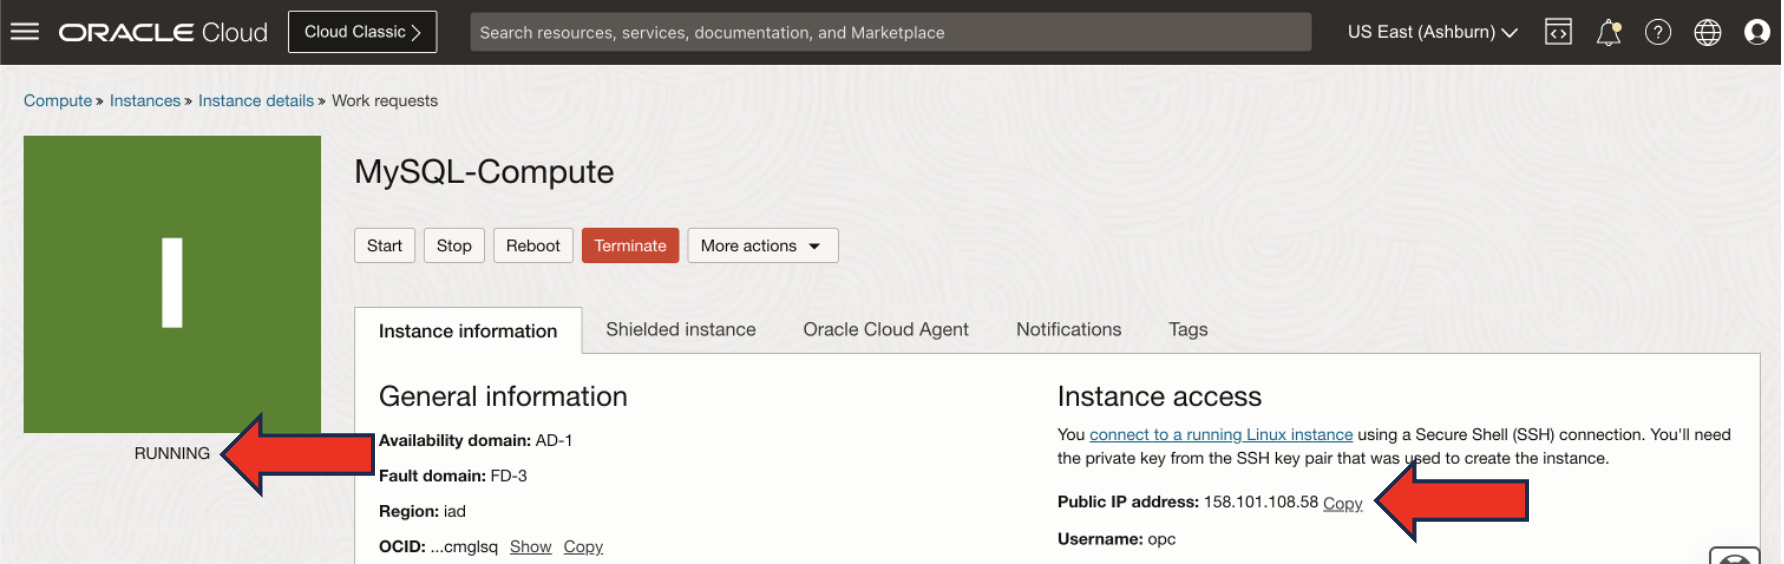 ORACLE Cloud
Cloud Classic
Search resources, services, documentation, and Marketplace
US East (Ashburn)
Compute » Instances » Instance details » Work requests
MySQL-Compute
Start
Stop
Reboot
Terminate
More actions
Instance information
Shielded instance
Oracle Cloud Agent
Notifications
Tags
RUNNING
General information
Availability domain: AD-1
Fault domain: FD-3
Region: iad
OCID: ...cmglsq Show Copy
Instance access
You connect to a running Linux instance using a Secure Shell (SSH) connection. You'll need
the private key from the SSH key pair that was used to create the instance.
Public IP address: 158.101.108.58 Copy
Username: opc